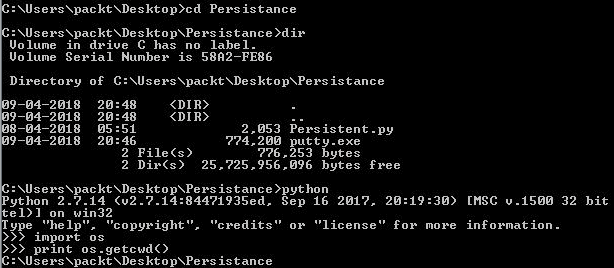 C:\Users\packt\Desktop>cd Persistance
C:\Users\packt\Desktop\Persistance>dir
Volume in drive C has no label.
Volume Serial Number is 58A2-FE86
Directory of C:\Users\packt\Desktop\Persistance
09-04-2018  20:48    <DIR>          .
09-04-2018  20:48    <DIR>          ..
08-04-2018  05:51             2,053 Persistent.py
09-04-2018  20:46           774,200 putty.exe
2 File(s)        776,253 bytes
2 Dir(s)  25,725,956,096 bytes free
C:\Users\packt\Desktop\Persistance>python
Python 2.7.14 (v2.7.14:84471935ed, Sep 16 2017, 20:19:30) [MSC v.1500 32 bit
tel)] on win32
Type "help", "copyright", "credits" or "license" for more information.
>>> import os
>>> print os.getcwd()
C:\Users\packt\Desktop\Persistance